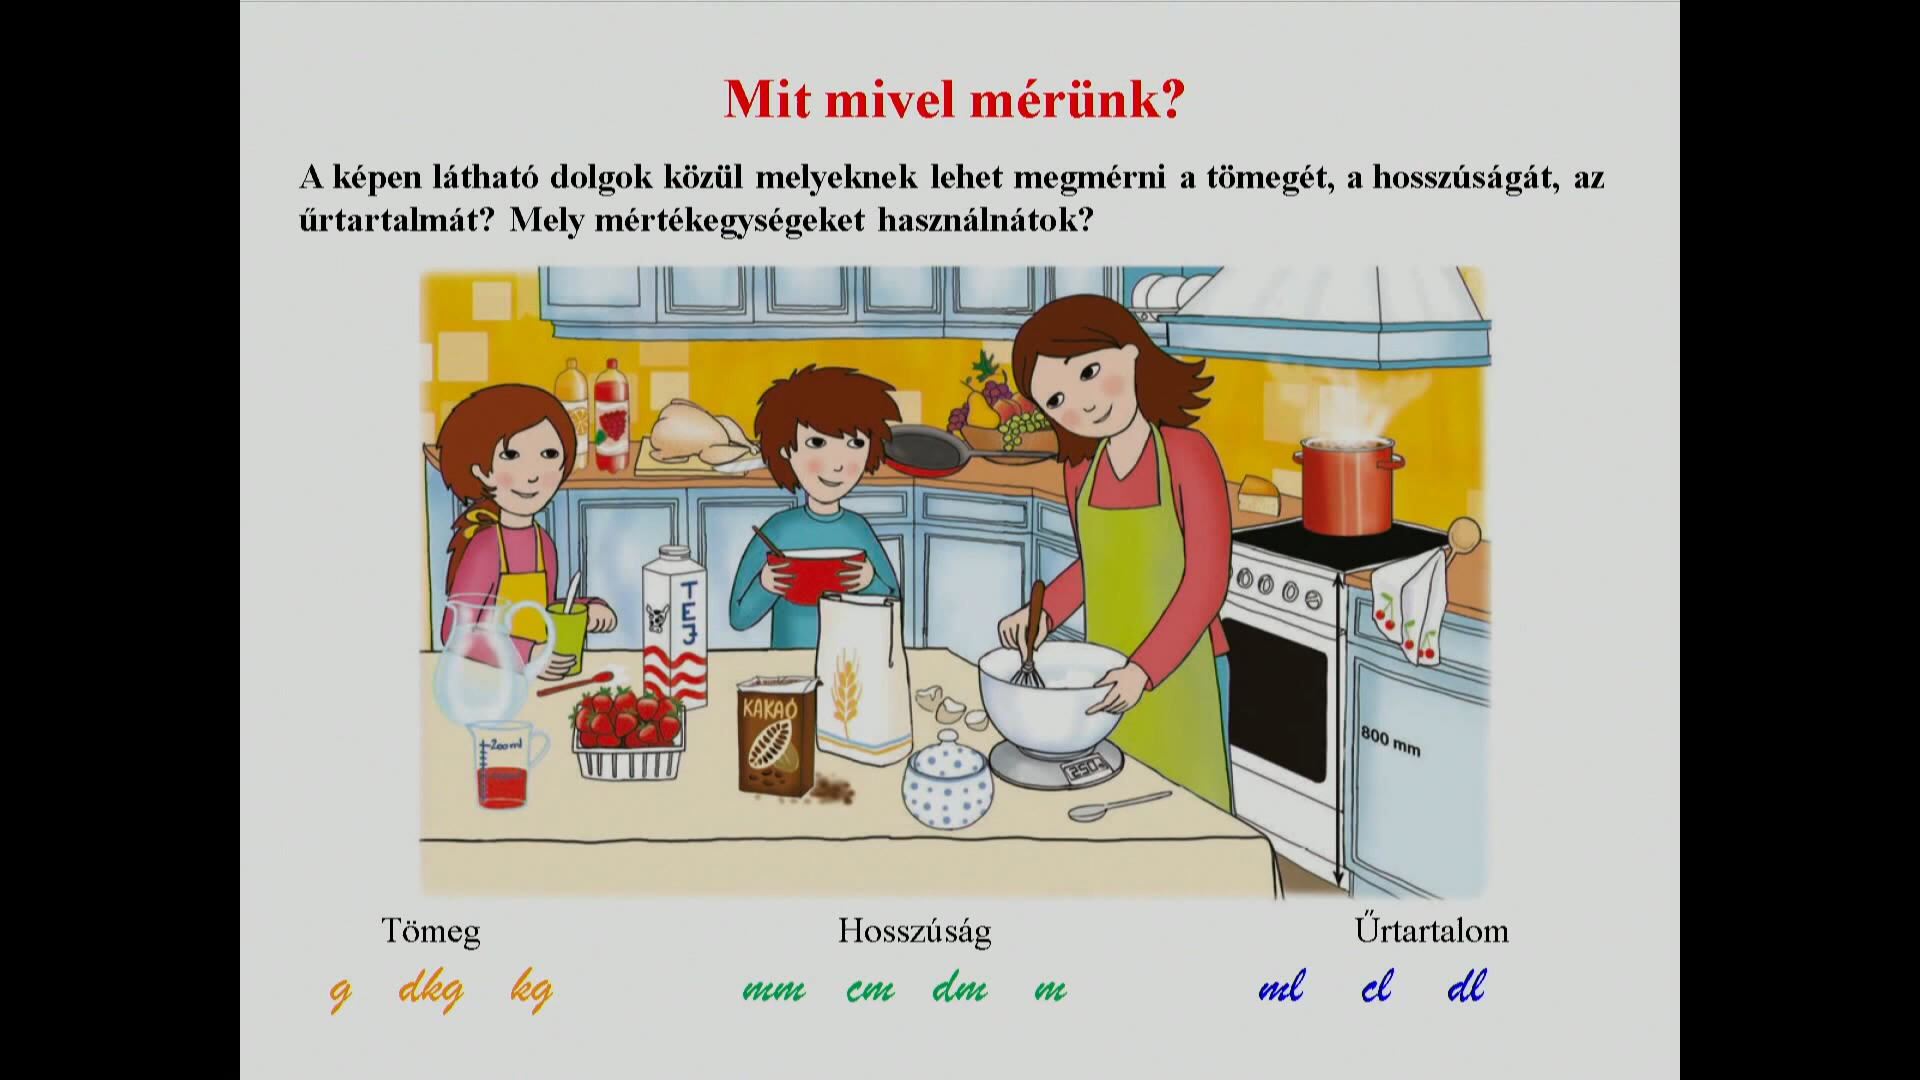 Mit mivel mérünk?
A képen látható dolgok közül melyeknek lehet megmérni a tömegét, a hosszúságát, az
űrtartalmát? Mely mértékegységeket használnátok?
TEJ
KAKAÓ
200 ml
250g
800 mm
Tömeg Hosszúság Űrtartalom
g dkg kg mm cm dm m ml cl dl